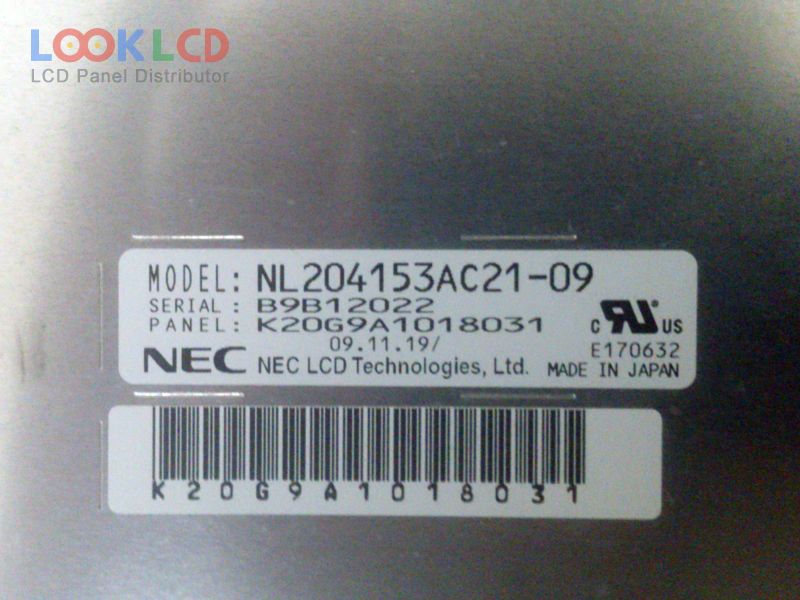 LOOKLCD
LCD Panel Distributor
MODEL: NL204153AC21-09
SERIAL: B9B12022
PANEL: K20G9A1018031
09.11.19/
C RU US
E170632
NEC NEC LCD Technologies, Ltd. MADE IN JAPAN
K20G9A1018031